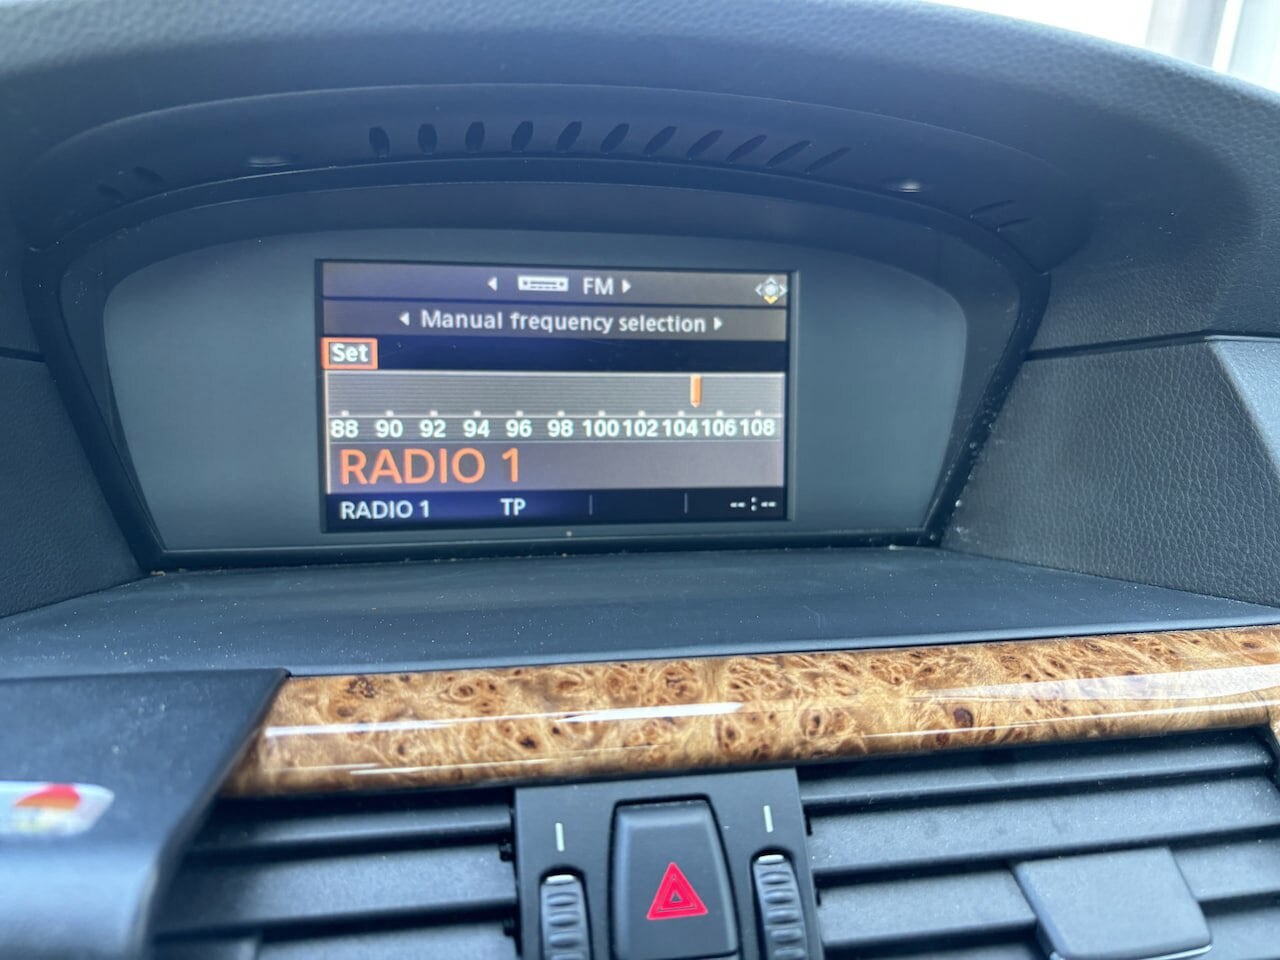 FM
Manual frequency selection
Set
88 90 92 94 96 98 100 102 104 106 108
RADIO 1
RADIO 1 TP --:--